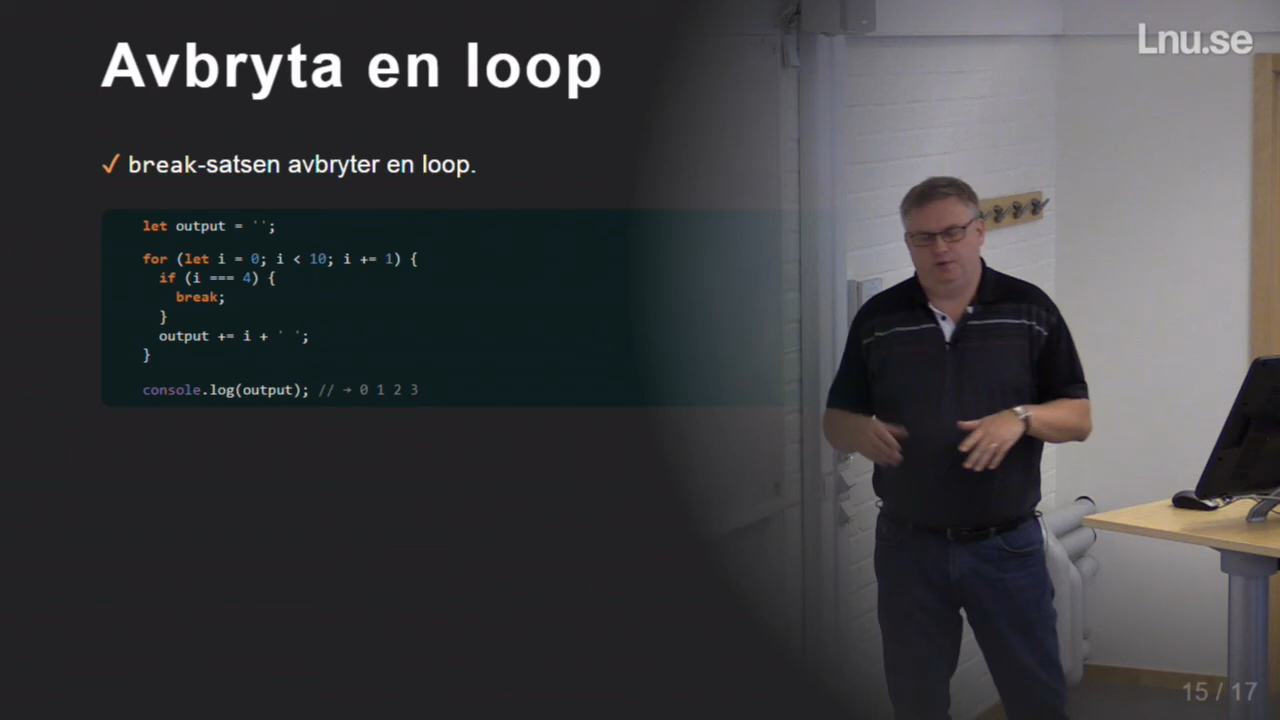 Avbryta en loop
Lnu.se
✓ break-satsen avbryter en loop.
let output = '';
for (let i = 0; i < 10; i += 1) {
if (i === 4) {
break;
}
output += i + ' ';
}
console.log(output); // → 0 1 2 3
15 / 17